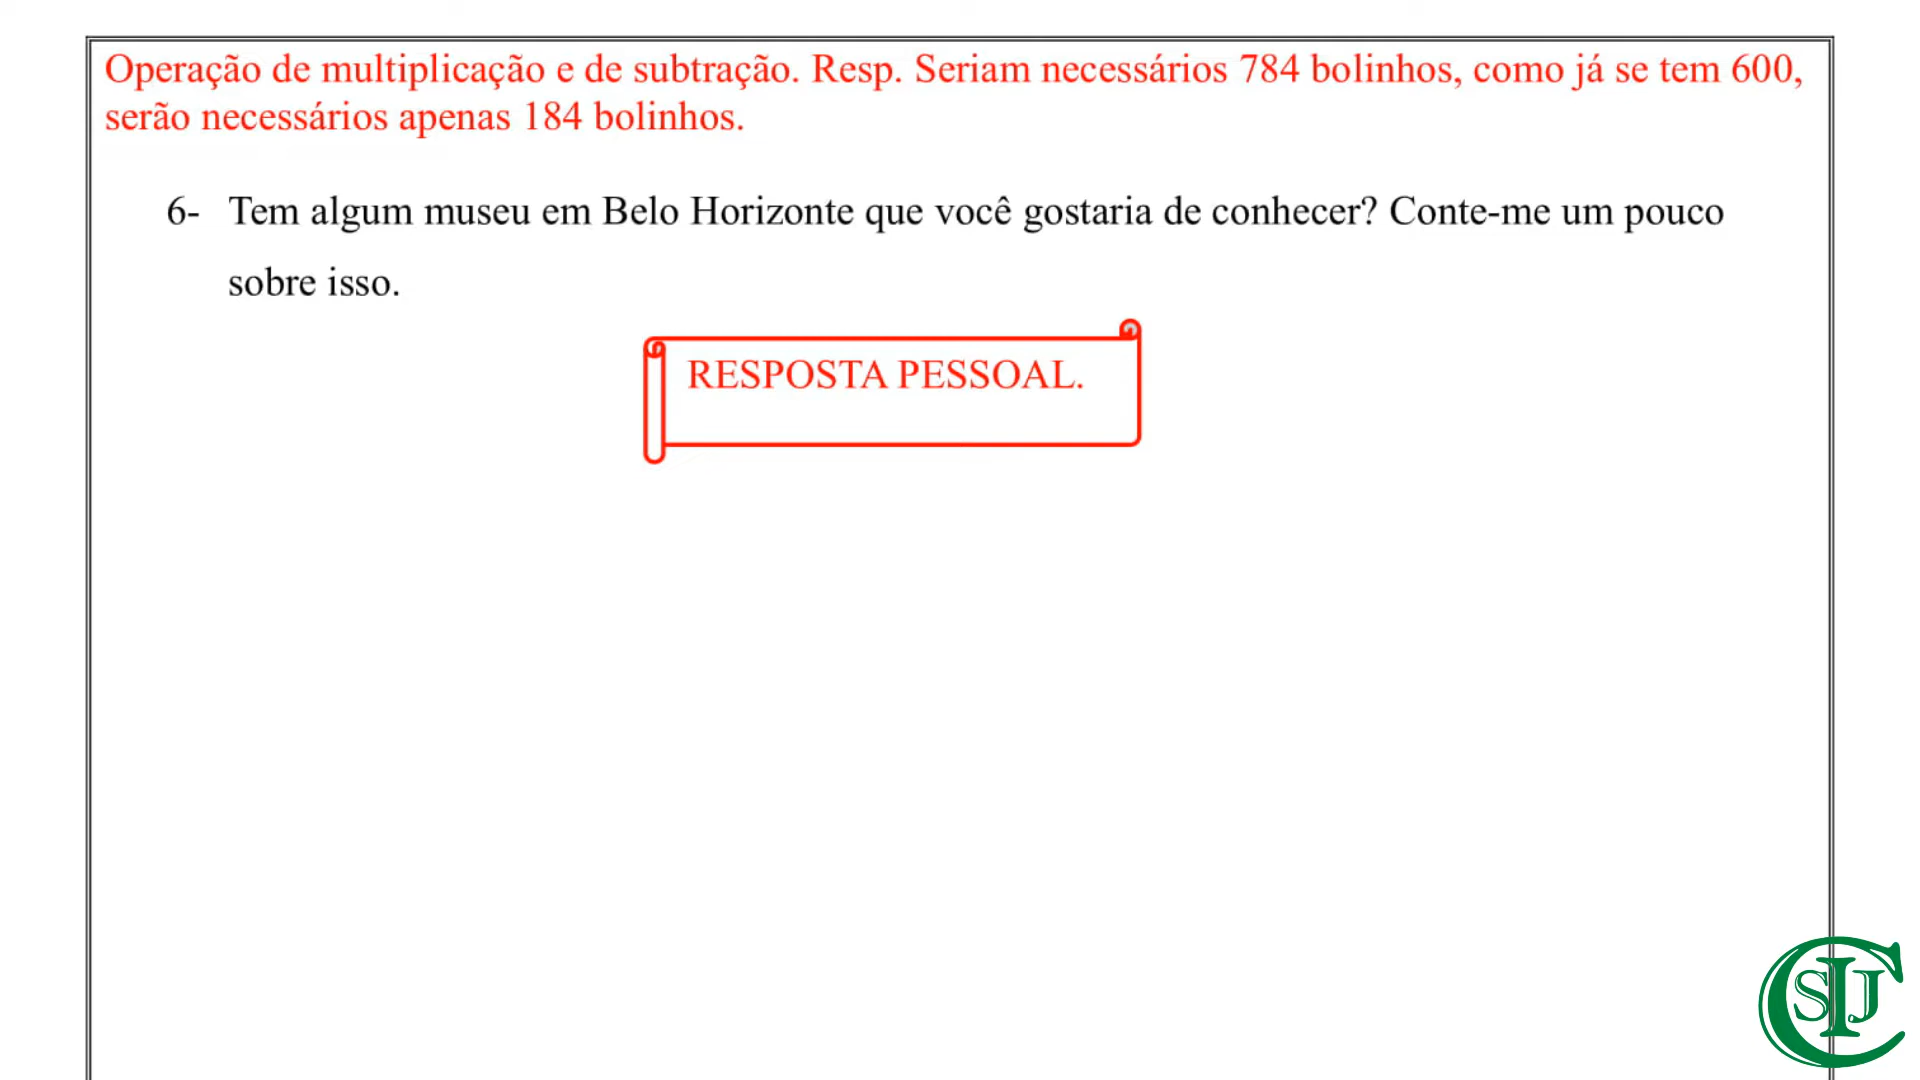 Operação de multiplicação e de subtração. Resp. Seriam necessários 784 bolinhos, como já se tem 600,
serão necessários apenas 184 bolinhos.
6- Tem algum museu em Belo Horizonte que você gostaria de conhecer? Conte-me um pouco
sobre isso.
RESPOSTA PESSOAL.
CSIJ